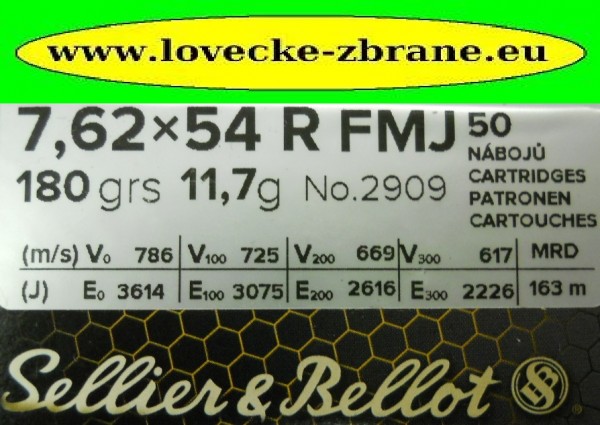 www.lovecke-zbrane.eu
7,62×54 R FMJ 50
NÁBOJŮ
180 grs 11,7g No.2909 CARTRIDGES
PATRONEN
CARTOUCHES
(m/s) V0 786 V100 725 V200 669 V300 617 MRD
(J) E0 3614 E100 3075 E200 2616 E300 2226 163 m
Sellier & Bellot SB